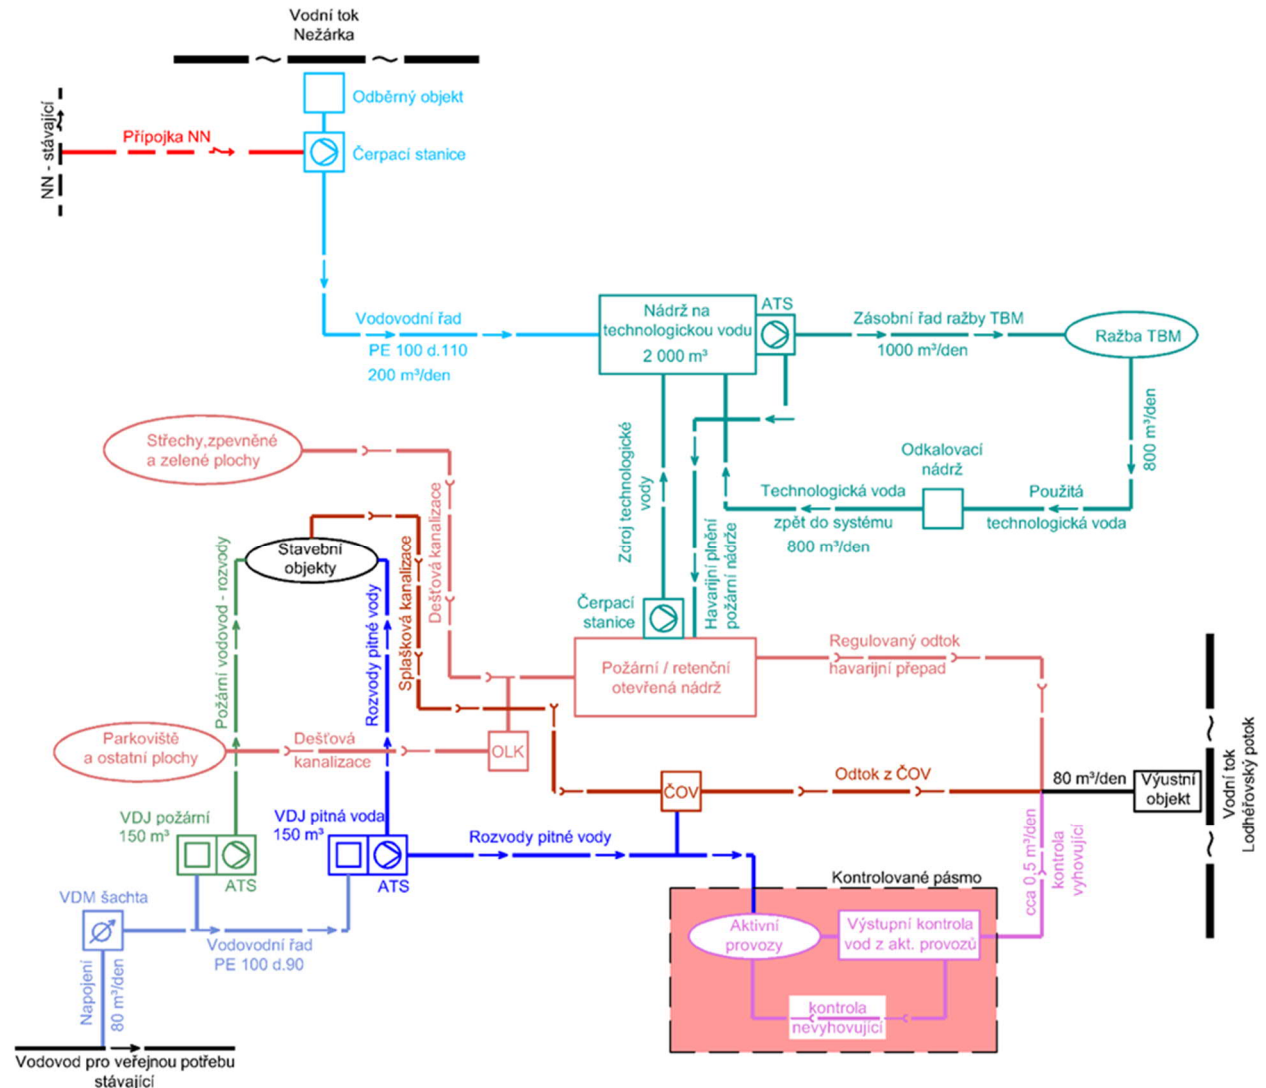 Vodní tok
Nežárka
Odběrný objekt
NN - stávající
Přípojka NN
Čerpací stanice
Vodovodní řad
PE 100 d.110
200 m³/den
Nádrž na
technologickou vodu
2 000 m³
ATS
Zásobní řad ražby TBM
1000 m³/den
Ražba TBM
800 m³/den
Odkalovací
nádrž
Použitá
technologická voda
Technologická voda
zpět do systému
800 m³/den
Zdroj technologické
vody
Havarijní plnění
požární nádrže
Střechy,zpevněné
a zelené plochy
Dešťová kanalizace
Stavební
objekty
Splašková kanalizace
Požární vodovod - rozvody
Rozvody pitné vody
Čerpací
stanice
Požární / retenční
otevřená nádrž
Regulovaný odtok
havarijní přepad
Parkoviště
a ostatní plochy
Dešťová
kanalizace
OLK
ČOV
Odtok z ČOV
80 m³/den
Výustní
objekt
Vodní tok
Lodhéřovský potok
VDJ požární
150 m³
ATS
VDJ pitná voda
150 m³
ATS
Rozvody pitné vody
cca 0,5 m³/den
kontrola
vyhovující
Kontrolované pásmo
Aktivní
provozy
Výstupní kontrola
vod z akt. provozů
kontrola
nevyhovující
VDM šachta
Vodovodní řad
PE 100 d.90
Napojení
80 m³/den
Vodovod pro veřejnou potřebu
stávající